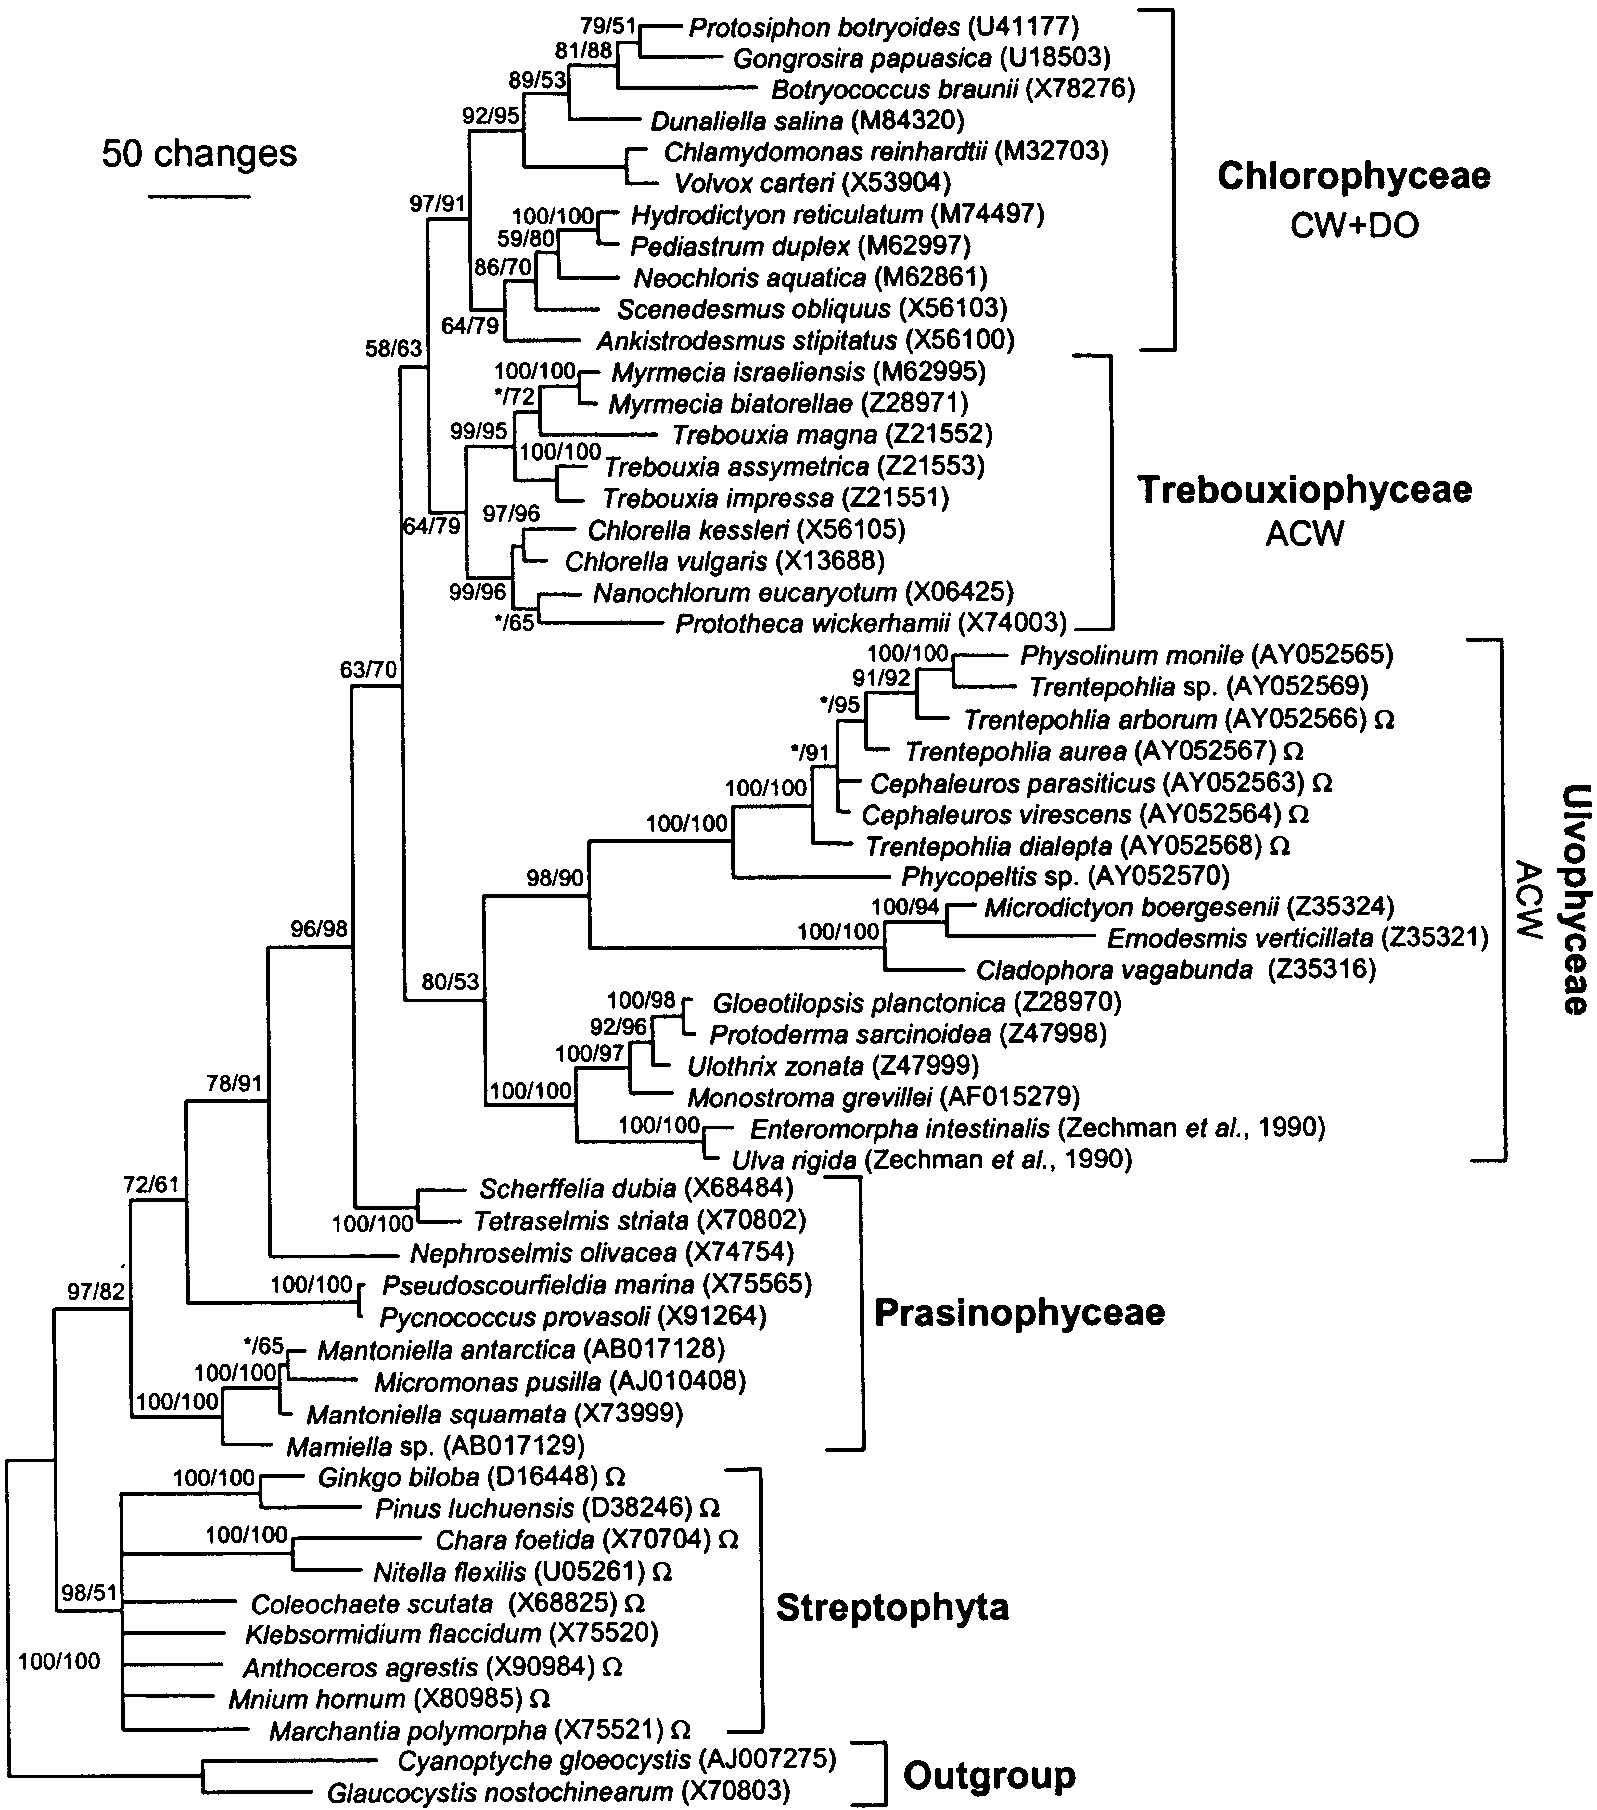 79/51
Protosiphon botryoides (U41177)
81/88
Gongrosira papuasica (U18503)
89/53
Botryococcus braunii (X78276)
92/95
Dunaliella salina (M84320)
50 changes
Chlamydomonas reinhardtii (M32703)
Volvox carteri (X53904)
Chlorophyceae
CW+DO
97/91
100/100
Hydrodictyon reticulatum (M74497)
59/80
Pediastrum duplex (M62997)
86/70
Neochloris aquatica (M62861)
Scenedesmus obliquus (X56103)
64/79
Ankistrodesmus stipitatus (X56100)
58/63
100/100
Myrmecia israeliensis (M62995)
*/72
Myrmecia biatorellae (Z28971)
99/95
Trebouxia magna (Z21552)
100/100
Trebouxia assymetrica (Z21553)
Trebouxia impressa (Z21551)
Trebouxiophyceae
ACW
64/79
97/96
Chlorella kessleri (X56105)
Chlorella vulgaris (X13688)
99/96
Nanochlorum eucaryotum (X06425)
*/65
Prototheca wickerhamii (X74003)
63/70
100/100
Physolinum monile (AY052565)
91/92
Trentepohlia sp. (AY052569)
*/95
Trentepohlia arborum (AY052566) Ω
*/91
Trentepohlia aurea (AY052567) Ω
100/100
Cephaleuros parasiticus (AY052563) Ω
100/100
Cephaleuros virescens (AY052564) Ω
Trentepohlia dialepta (AY052568) Ω
98/90
Phycopeltis sp. (AY052570)
100/94
Microdictyon boergesenii (Z35324)
100/100
Ernodesmis verticillata (Z35321)
Cladophora vagabunda (Z35316)
Ulvophyceae
ACW
80/53
100/98
Gloeotilopsis planctonica (Z28970)
92/96
Protoderma sarcinoidea (Z47998)
100/97
Ulothrix zonata (Z47999)
100/100
Monostroma grevillei (AF015279)
100/100
Enteromorpha intestinalis (Zechman et al., 1990)
Ulva rigida (Zechman et al., 1990)
96/98
78/91
72/61
Scherffelia dubia (X68484)
100/100
Tetraselmis striata (X70802)
Nephroselmis olivacea (X74754)
97/82
100/100
Pseudoscourfieldia marina (X75565)
Pycnococcus provasoli (X91264)
Prasinophyceae
*/65
Mantoniella antarctica (AB017128)
100/100
Micromonas pusilla (AJ010408)
100/100
Mantoniella squamata (X73999)
Mamiella sp. (AB017129)
100/100
Ginkgo biloba (D16448) Ω
Pinus luchuensis (D38246) Ω
100/100
Chara foetida (X70704) Ω
Nitella flexilis (U05261) Ω
98/51
Coleochaete scutata (X68825) Ω
Streptophyta
Klebsormidium flaccidum (X75520)
100/100
Anthoceros agrestis (X90984) Ω
Mnium hornum (X80985) Ω
Marchantia polymorpha (X75521) Ω
Cyanoptyche gloeocystis (AJ007275)
Glaucocystis nostochinearum (X70803)
Outgroup